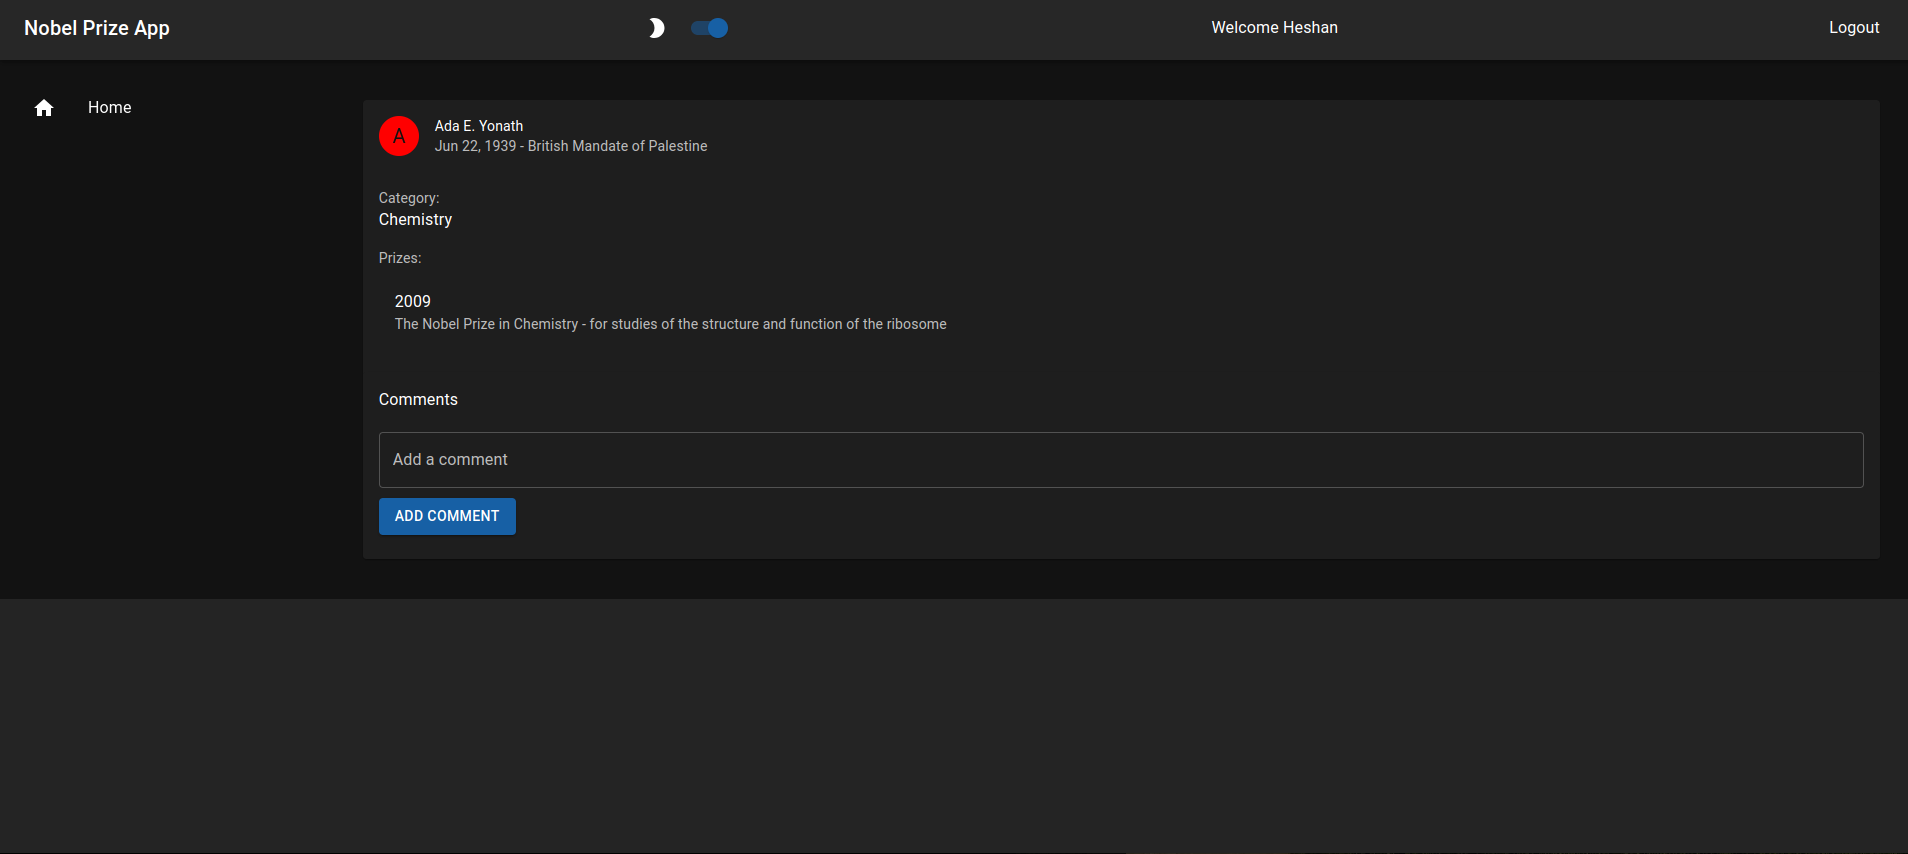 Nobel Prize App
Welcome Heshan
Logout
Home
A
Ada E. Yonath
Jun 22, 1939 - British Mandate of Palestine
Category:
Chemistry
Prizes:
2009
The Nobel Prize in Chemistry - for studies of the structure and function of the ribosome
Comments
Add a comment
ADD COMMENT